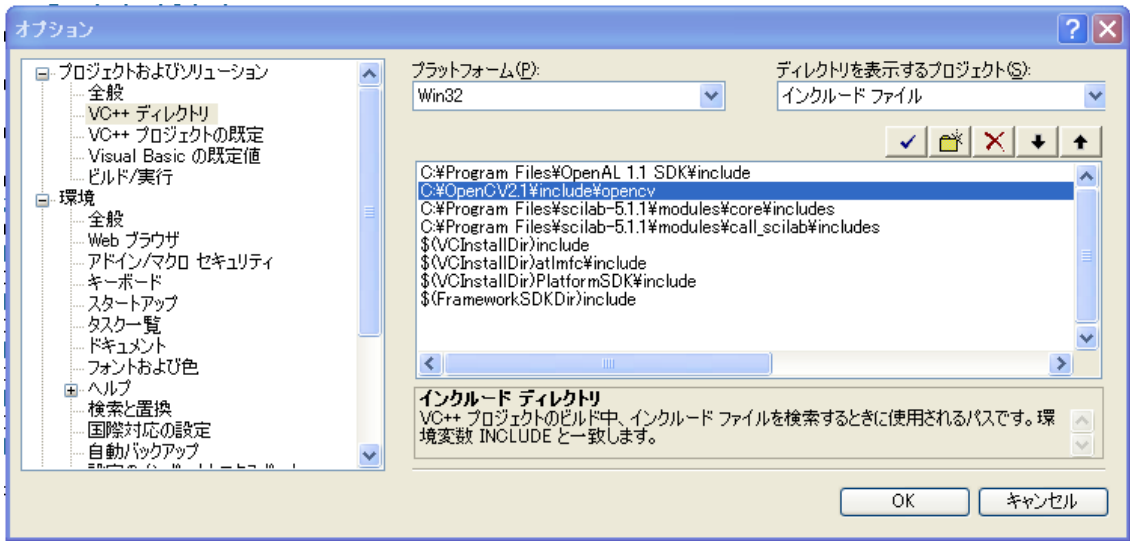 オプション
プロジェクトおよびソリューション
全般
VC++ ディレクトリ
VC++ プロジェクトの既定
Visual Basic の既定値
ビルド/実行
環境
全般
Web ブラウザ
アドイン/マクロ セキュリティ
キーボード
スタートアップ
タスク一覧
ドキュメント
フォントおよび色
ヘルプ
検索と置換
国際対応の設定
自動バックアップ
プラットフォーム(P):
Win32
ディレクトリを表示するプロジェクト(S):
インクルード ファイル
C:¥Program Files¥OpenAL 1.1 SDK¥include
C:¥OpenCV2.1¥include¥opencv
C:¥Program Files¥scilab-5.1.1¥modules¥core¥includes
C:¥Program Files¥scilab-5.1.1¥modules¥call_scilab¥includes
$(VCInstallDir)include
$(VCInstallDir)atlmfc¥include
$(VCInstallDir)PlatformSDK¥include
$(FrameworkSDKDir)include
インクルード ディレクトリ
VC++ プロジェクトのビルド中、インクルード ファイルを検索するときに使用されるパスです。環
境変数 INCLUDE と一致します。
OK
キャンセル